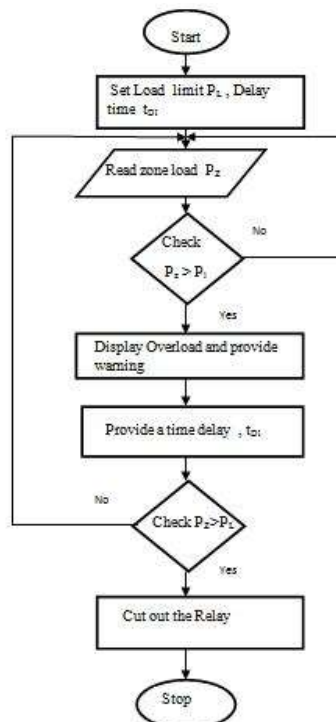 Start
Set Load limit P_L , Delay
time t_D1
Read zone load P_Z
Check
P_z > P_l
No
Yes
Display Overload and provide
warning
Provide a time delay , t_D1
No
Check P_Z>P_L
Yes
Cut out the Relay
Stop